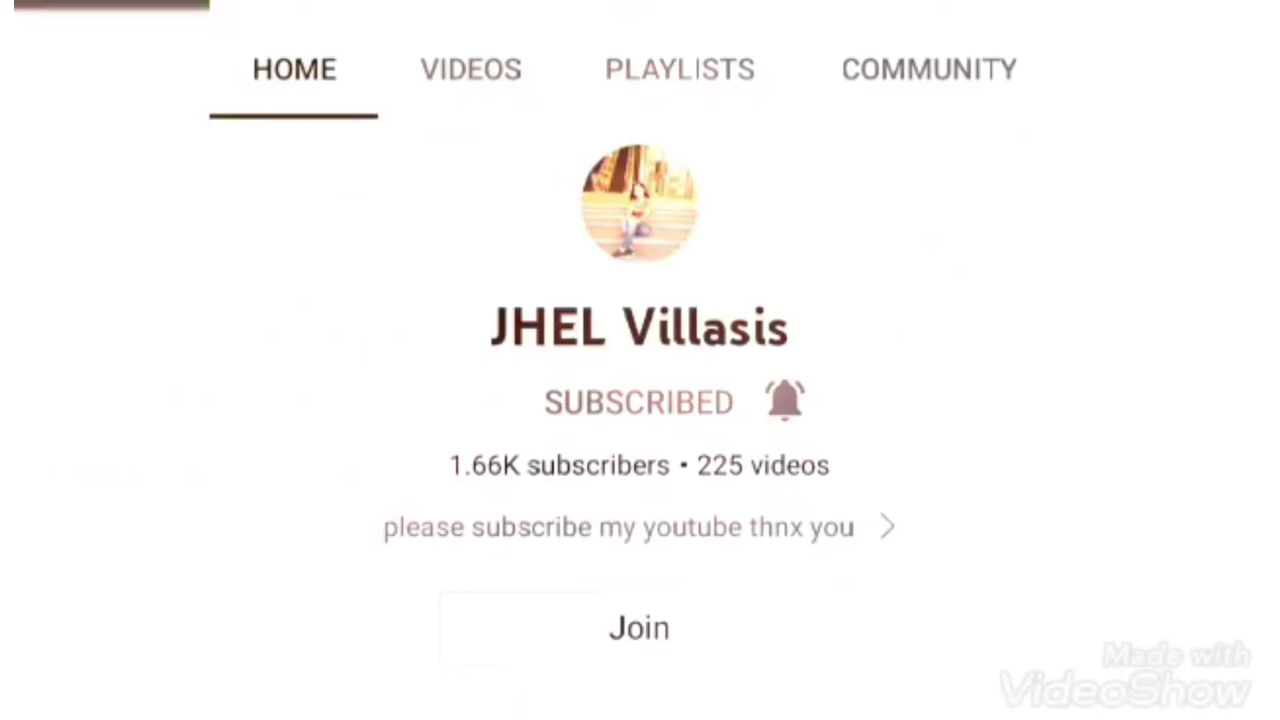 HOME VIDEOS PLAYLISTS COMMUNITY
JHEL Villasis
SUBSCRIBED
1.66K subscribers • 225 videos
please subscribe my youtube thnx you
Join
Made with
VideoShow